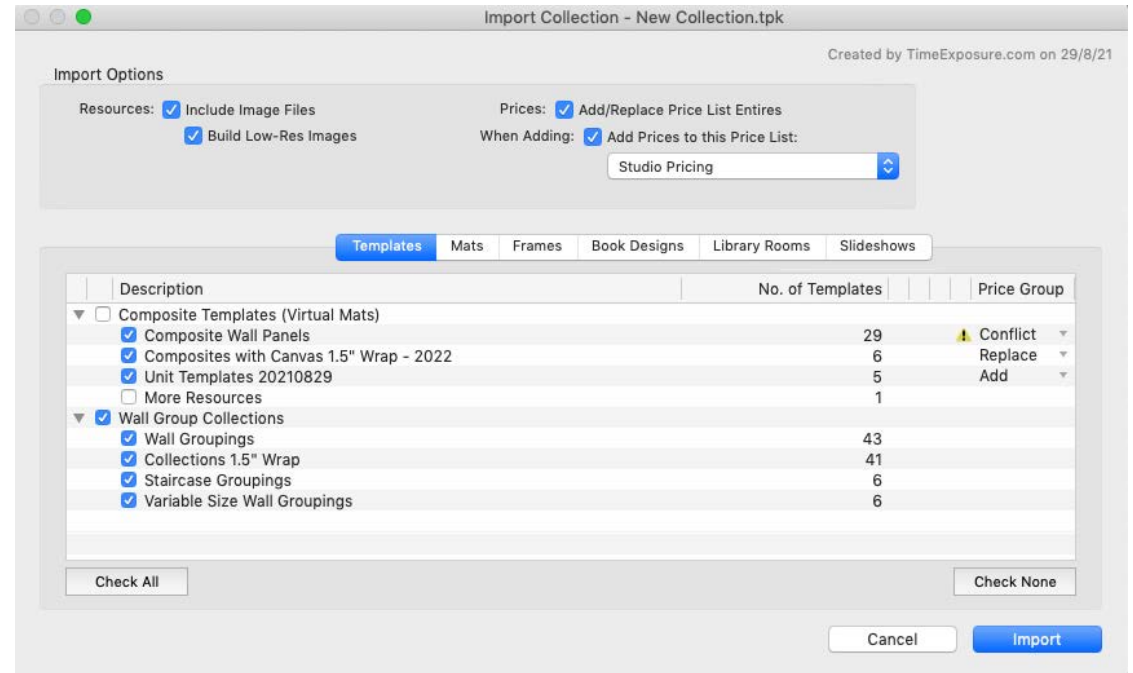 Import Collection - New Collection.tpk
Created by TimeExposure.com on 29/8/21
Import Options
Resources: Include Image Files
Prices: Add/Replace Price List Entires
Build Low-Res Images
When Adding: Add Prices to this Price List:
Studio Pricing
Templates Mats Frames Book Designs Library Rooms Slideshows
Description No. of Templates Price Group
Composite Templates (Virtual Mats)
Composite Wall Panels 29 Conflict
Composites with Canvas 1.5" Wrap - 2022 6 Replace
Unit Templates 20210829 5 Add
More Resources 1
Wall Group Collections
Wall Groupings 43
Collections 1.5" Wrap 41
Staircase Groupings 6
Variable Size Wall Groupings 6
Check All Check None
Cancel Import